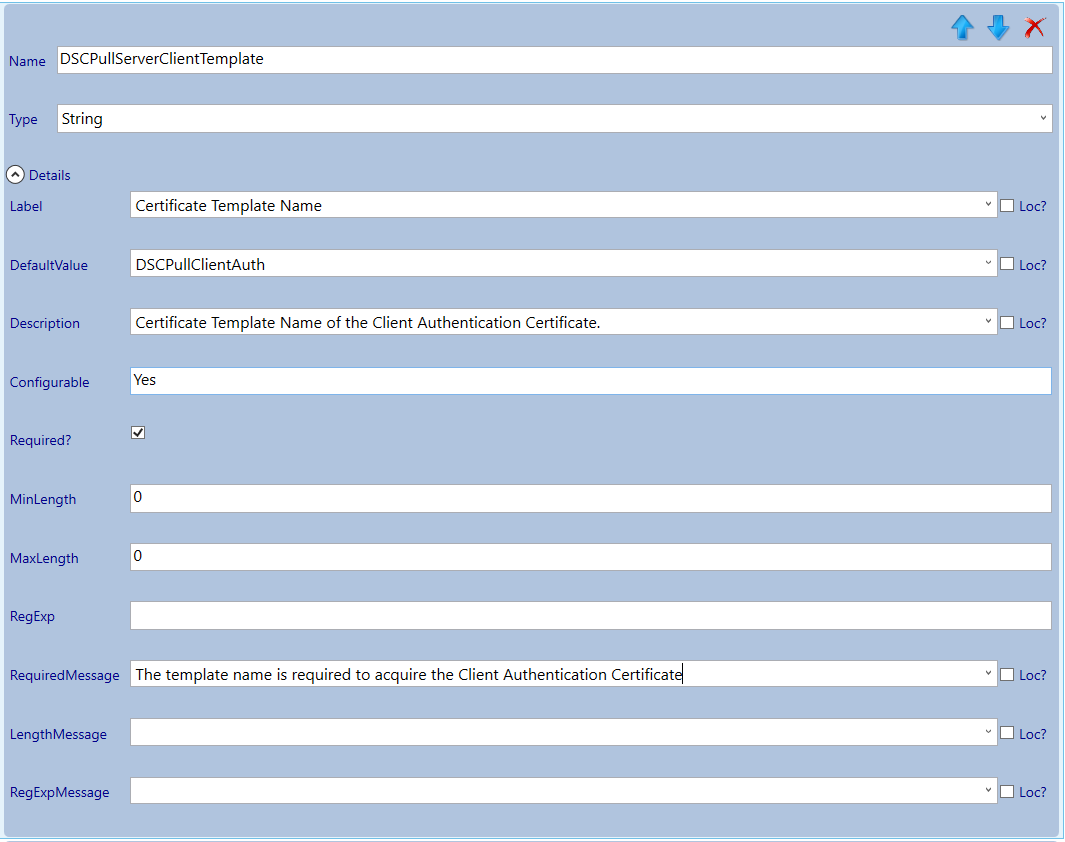 Name DSCPullServerClientTemplate
Type String
Details
Label Certificate Template Name Loc?
DefaultValue DSCPullClientAuth Loc?
Description Certificate Template Name of the Client Authentication Certificate. Loc?
Configurable Yes
Required?
MinLength 0
MaxLength 0
RegExp
RequiredMessage The template name is required to acquire the Client Authentication Certificate Loc?
LengthMessage Loc?
RegExpMessage Loc?